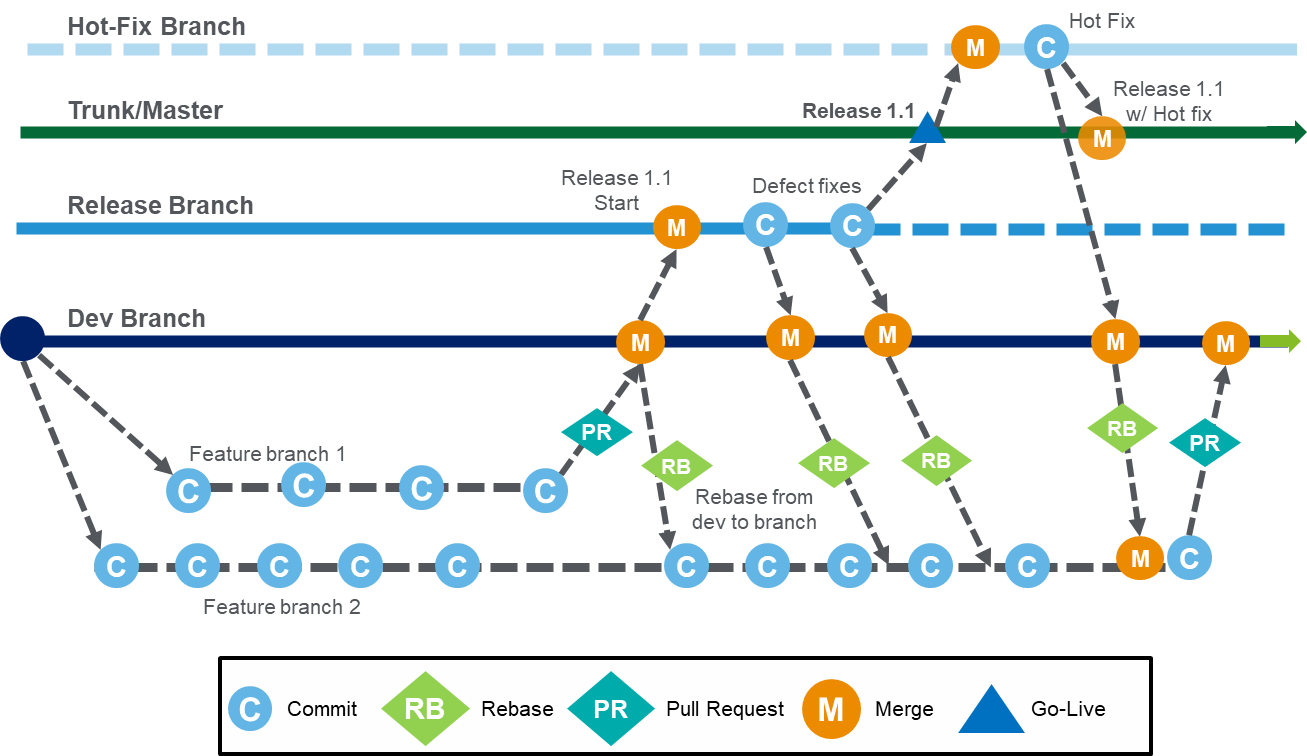 Hot-Fix Branch
Hot Fix
M
C
Trunk/Master
Release 1.1
Release 1.1
w/ Hot fix
M
Release Branch
Release 1.1
Start
Defect fixes
M
C
C
Dev Branch
M
M
M
M
M
PR
RB
RB
RB
RB
PR
Feature branch 1
C
C
C
C
Rebase from
dev to branch
C
C
C
C
C
C
C
C
C
C
M
C
Feature branch 2
C Commit
RB Rebase
PR Pull Request
M Merge
Go-Live